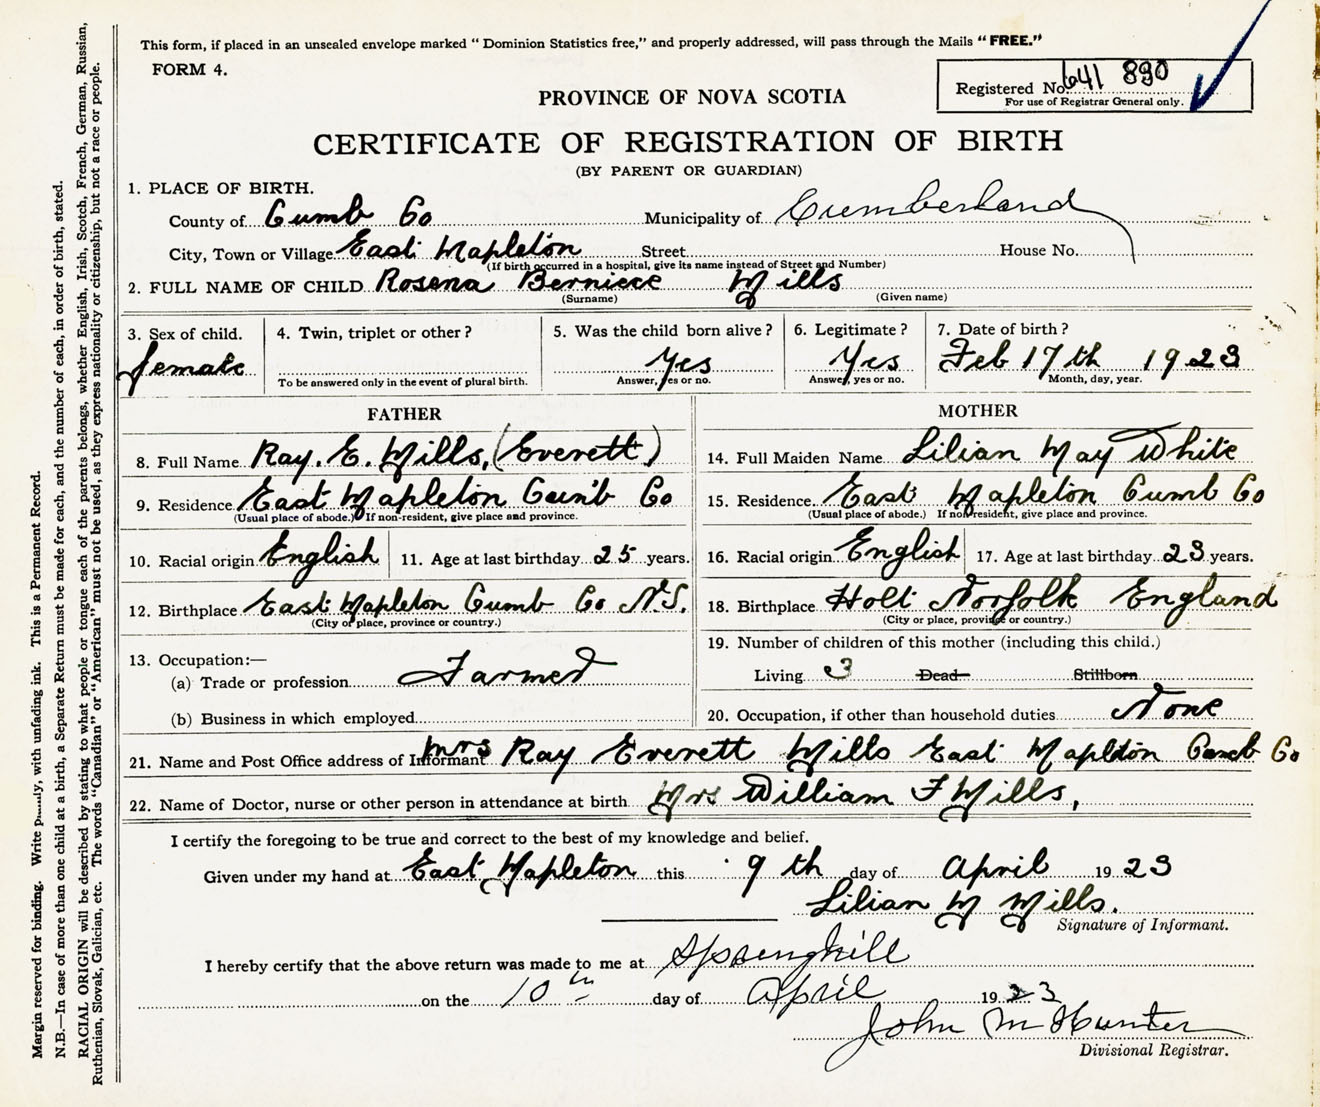 This form, if placed in an unsealed envelope marked “Dominion Statistics free,” and properly addressed, will pass through the Mails “FREE.”
FORM 4.
Registered No. 641 890
For use of Registrar General only.
PROVINCE OF NOVA SCOTIA
CERTIFICATE OF REGISTRATION OF BIRTH
(BY PARENT OR GUARDIAN)
1. PLACE OF BIRTH.
County of Cumb Co Municipality of Cumberland
City, Town or Village East Mapleton Street House No.
(If birth occurred in a hospital, give its name instead of Street and Number)
2. FULL NAME OF CHILD Rosena Berniece Mills
(Surname) (Given name)
3. Sex of child. 4. Twin, triplet or other? 5. Was the child born alive? 6. Legitimate? 7. Date of birth?
female Yes Yes Feb 17th 1923
To be answered only in the event of plural birth. Answer, yes or no. Answer, yes or no. Month, day, year.
FATHER
8. Full Name Ray. E. Mills, (Everett)
9. Residence East Mapleton Cumb Co
(Usual place of abode.) If non-resident, give place and province.
10. Racial origin English 11. Age at last birthday 25 years.
12. Birthplace East Mapleton Cumb Co N.S.
(City or place, province or country.)
13. Occupation:—
(a) Trade or profession Farmer
(b) Business in which employed
MOTHER
14. Full Maiden Name Lilian May White
15. Residence East Mapleton Cumb Co
(Usual place of abode.) If non-resident, give place and province.
16. Racial origin English 17. Age at last birthday 23 years.
18. Birthplace Holt Norfolk England
(City or place, province or country.)
19. Number of children of this mother (including this child.)
Living 3 Dead Stillborn
20. Occupation, if other than household duties None
21. Name and Post Office address of Informant Mrs Ray Everett Mills East Mapleton Cumb Co
22. Name of Doctor, nurse or other person in attendance at birth Mrs William F Mills,
I certify the foregoing to be true and correct to the best of my knowledge and belief.
Given under my hand at East Mapleton this 9th day of April 1923
Lilian M Mills.
Signature of Informant.
I hereby certify that the above return was made to me at Springhill
on the 10th day of April 1923
John M Hunter
Divisional Registrar.
Margin reserved for binding. Write with unfading ink. This is a Permanent Record.
N.B.—In case of more than one child at a birth, a Separate Return must be made for each, and the number of each, in order of birth, stated.
RACIAL ORIGIN will be described by stating to what people or tongue each of the parents belongs, whether English, Irish, Scotch, French, German, Russian,
Ruthenian, Slovak, Galician, etc. The words “Canadian” or “American” must not be used, as they express nationality or citizenship, but not a race or people.